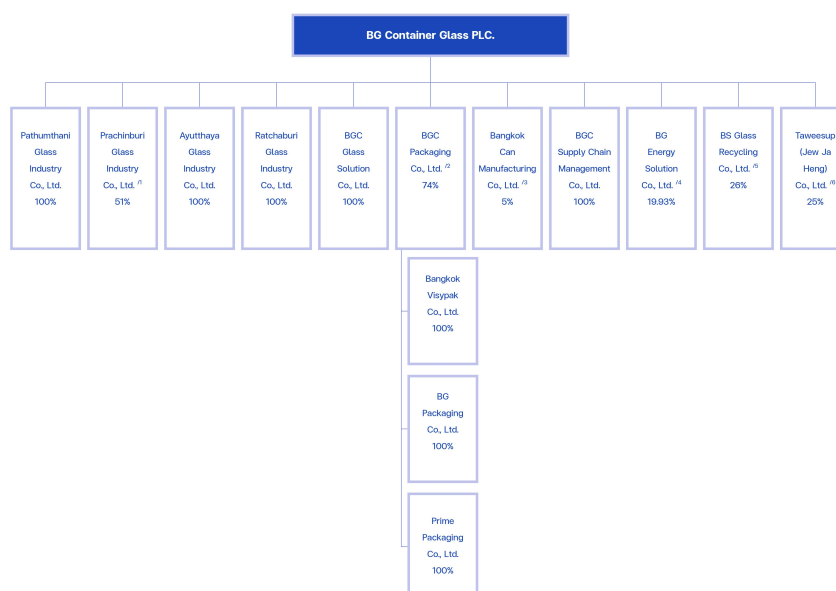 BG Container Glass PLC.
Pathumthani
Glass
Industry
Co., Ltd.
100%
Prachinburi
Glass
Industry
Co., Ltd. /1
51%
Ayutthaya
Glass
Industry
Co., Ltd.
100%
Ratchaburi
Glass
Industry
Co., Ltd.
100%
BGC
Glass
Solution
Co., Ltd.
100%
BGC
Packaging
Co., Ltd. /2
74%
Bangkok
Can
Manufacturing
Co., Ltd. /3
5%
BGC
Supply Chain
Management
Co., Ltd.
100%
BG
Energy
Solution
Co., Ltd. /4
19.93%
BS Glass
Recycling
Co., Ltd. /5
26%
Taweesup
(Jew Ja
Heng)
Co., Ltd. /6
25%
Bangkok
Visypak
Co., Ltd.
100%
BG
Packaging
Co., Ltd.
100%
Prime
Packaging
Co., Ltd.
100%